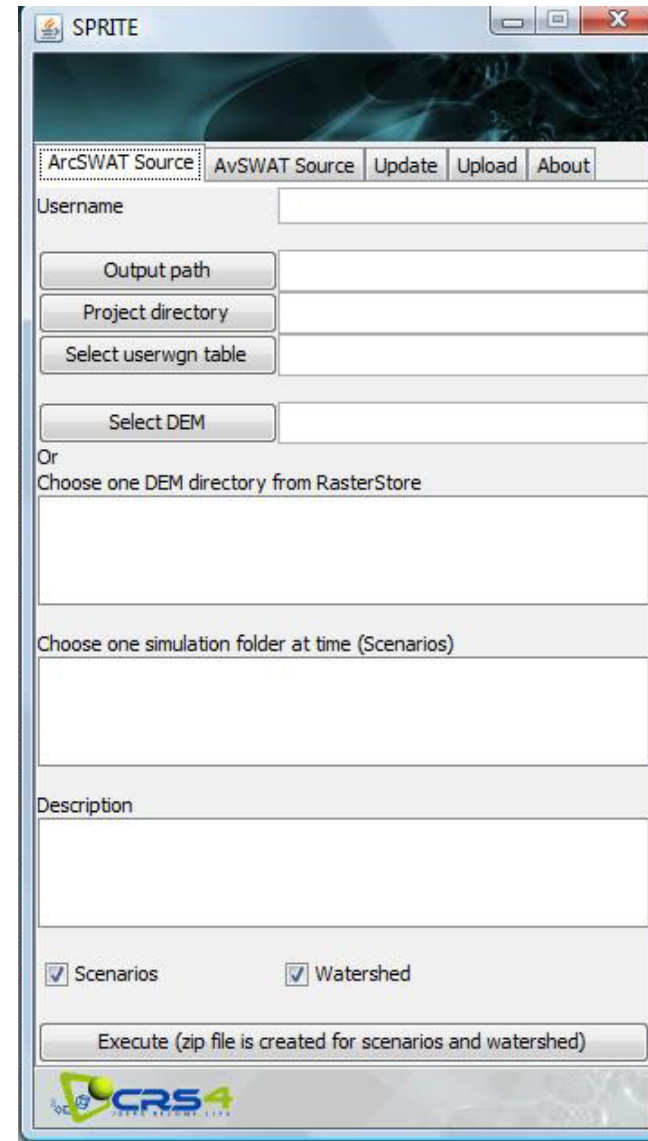 SPRITE
ArcSWAT Source AvSWAT Source Update Upload About
Username
Output path
Project directory
Select userwgn table
Select DEM
Or
Choose one DEM directory from RasterStore
Choose one simulation folder at time (Scenarios)
Description
Scenarios Watershed
Execute (zip file is created for scenarios and watershed)
CRS4